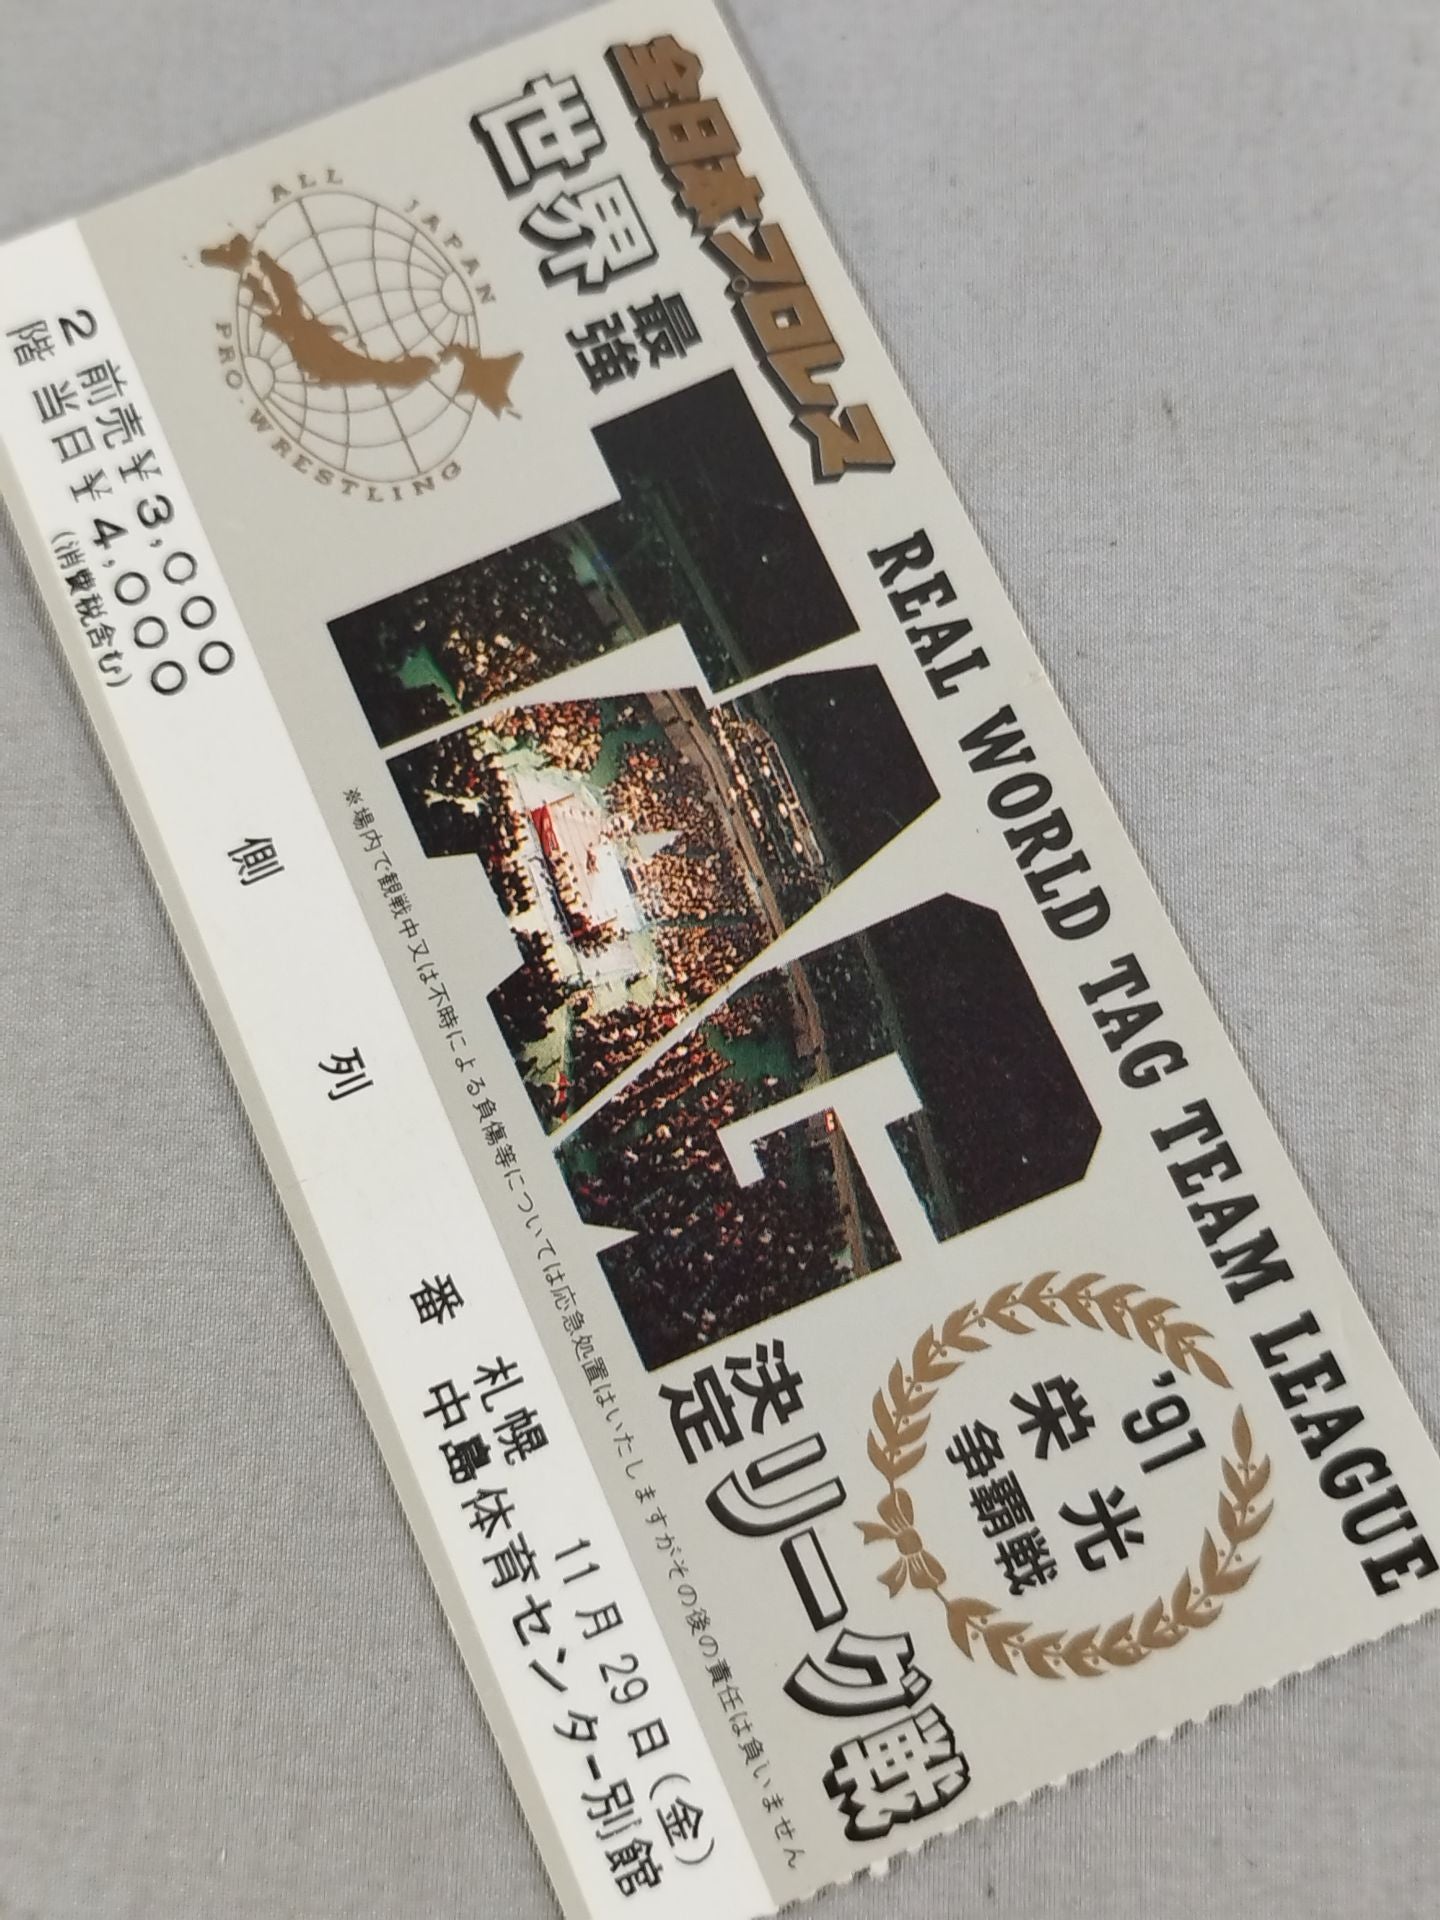 全日本プロレス
REAL WORLD TAG TEAM LEAGUE
世界
最強
TAG
決定
リーグ戦
ALL JAPAN
PRO-WRESTLING
'91
栄光
争覇戦
※場内で観戦中又は不時による負傷等については応急処置はいたしますがその後の責任は負いません
2階
前売¥3,000
当日¥4,000
(消費税含む)
側 列 番
11月29日(金)
札幌
中島体育センター別館